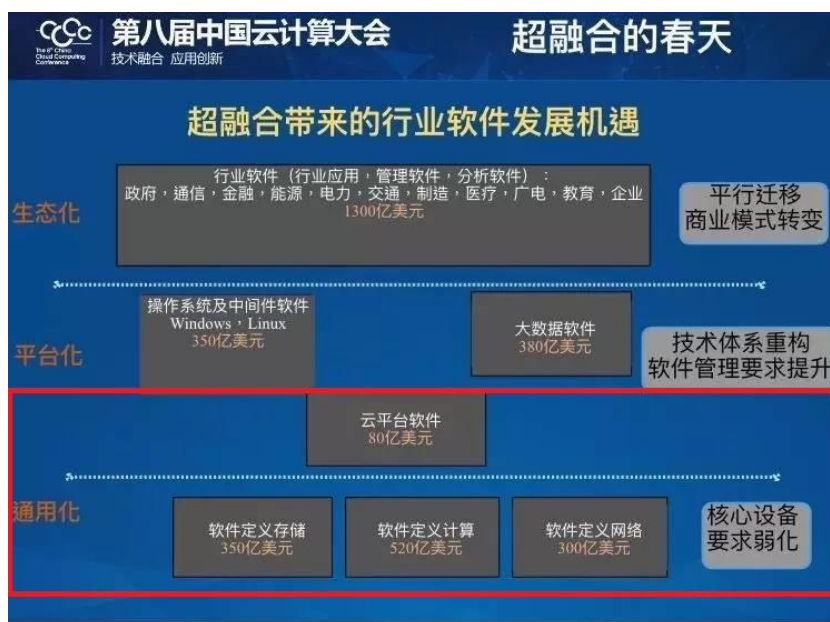 CCCC
The 8th China
Cloud Computing
Conference
第八届中国云计算大会
技术融合 应用创新
超融合的春天
超融合带来的行业软件发展机遇
生态化
行业软件（行业应用，管理软件，分析软件）：
政府，通信，金融，能源，电力，交通，制造，医疗，广电，教育，企业
1300亿美元
平行迁移
商业模式转变
平台化
操作系统及中间件软件
Windows，Linux
350亿美元
大数据软件
380亿美元
技术体系重构
软件管理要求提升
云平台软件
80亿美元
通用化
软件定义存储
350亿美元
软件定义计算
520亿美元
软件定义网络
300亿美元
核心设备
要求弱化